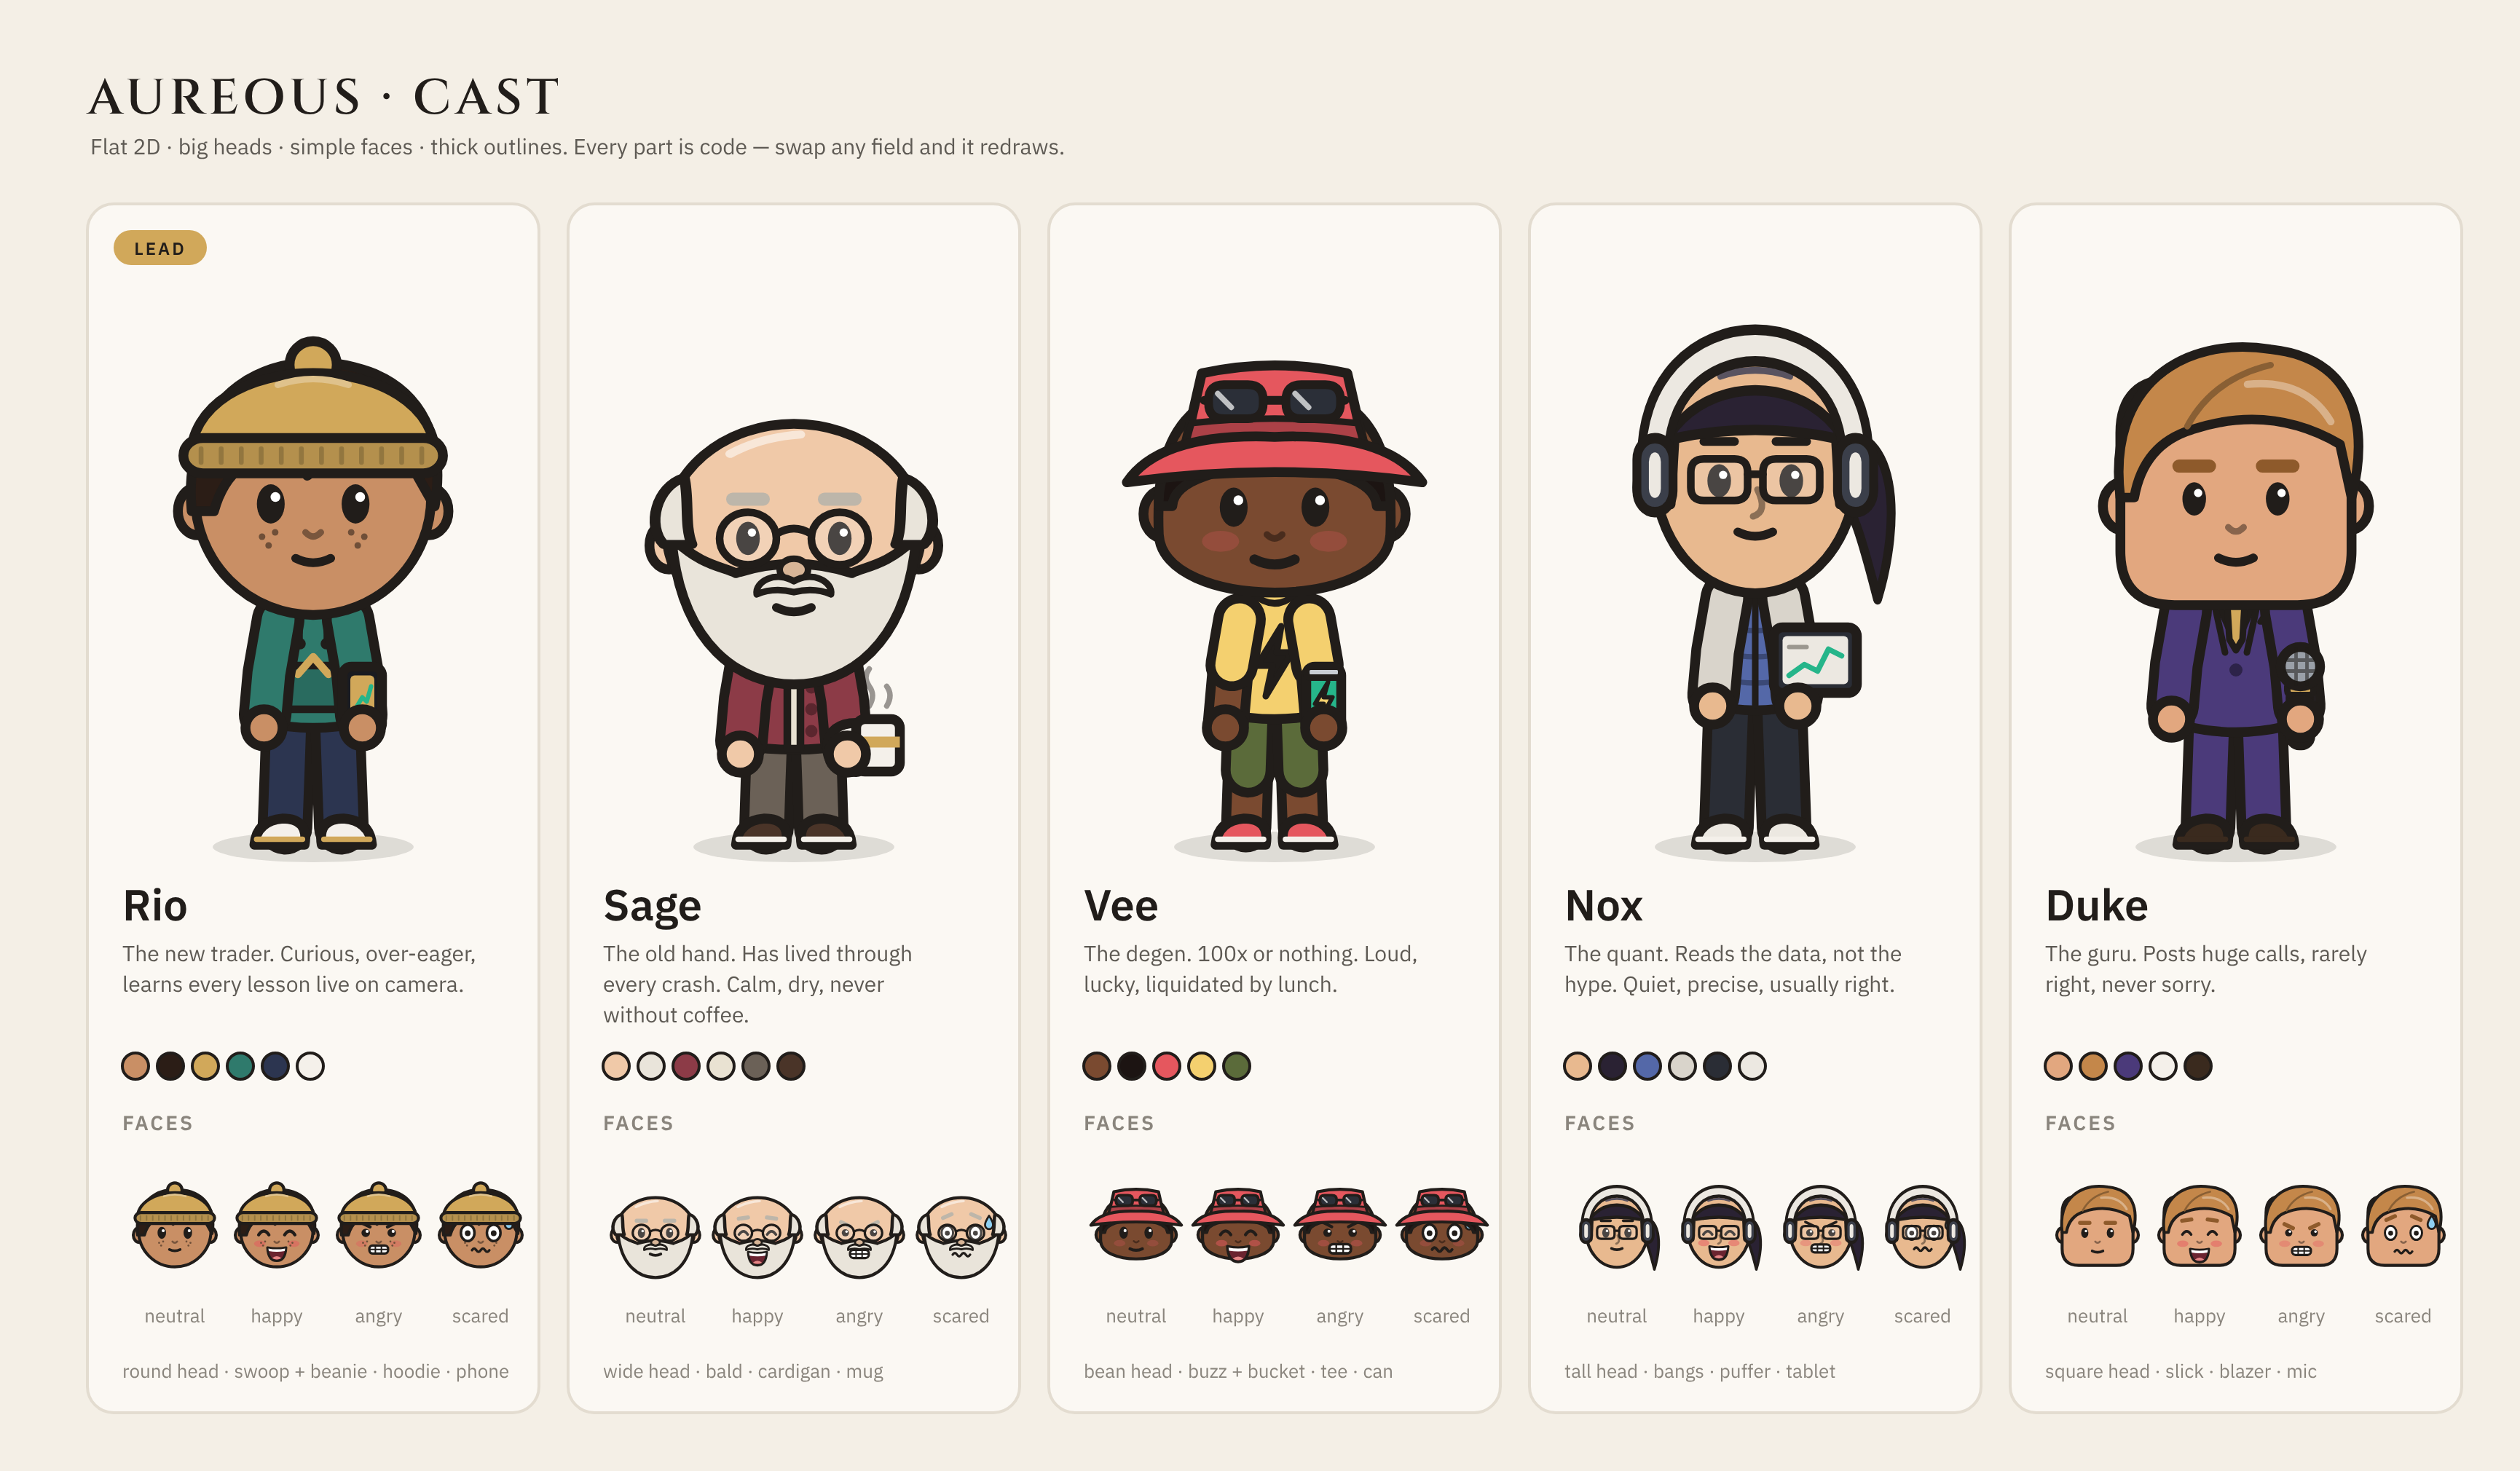 AUREOUS · CAST
Flat 2D · big heads · simple faces · thick outlines. Every part is code — swap any field and it redraws.
LEAD
Rio
The new trader. Curious, over-eager,
learns every lesson live on camera.
FACES
neutral happy angry scared
round head · swoop + beanie · hoodie · phone
Sage
The old hand. Has lived through
every crash. Calm, dry, never
without coffee.
FACES
neutral happy angry scared
wide head · bald · cardigan · mug
Vee
The degen. 100x or nothing. Loud,
lucky, liquidated by lunch.
FACES
neutral happy angry scared
bean head · buzz + bucket · tee · can
Nox
The quant. Reads the data, not the
hype. Quiet, precise, usually right.
FACES
neutral happy angry scared
tall head · bangs · puffer · tablet
Duke
The guru. Posts huge calls, rarely
right, never sorry.
FACES
neutral happy angry scared
square head · slick · blazer · mic